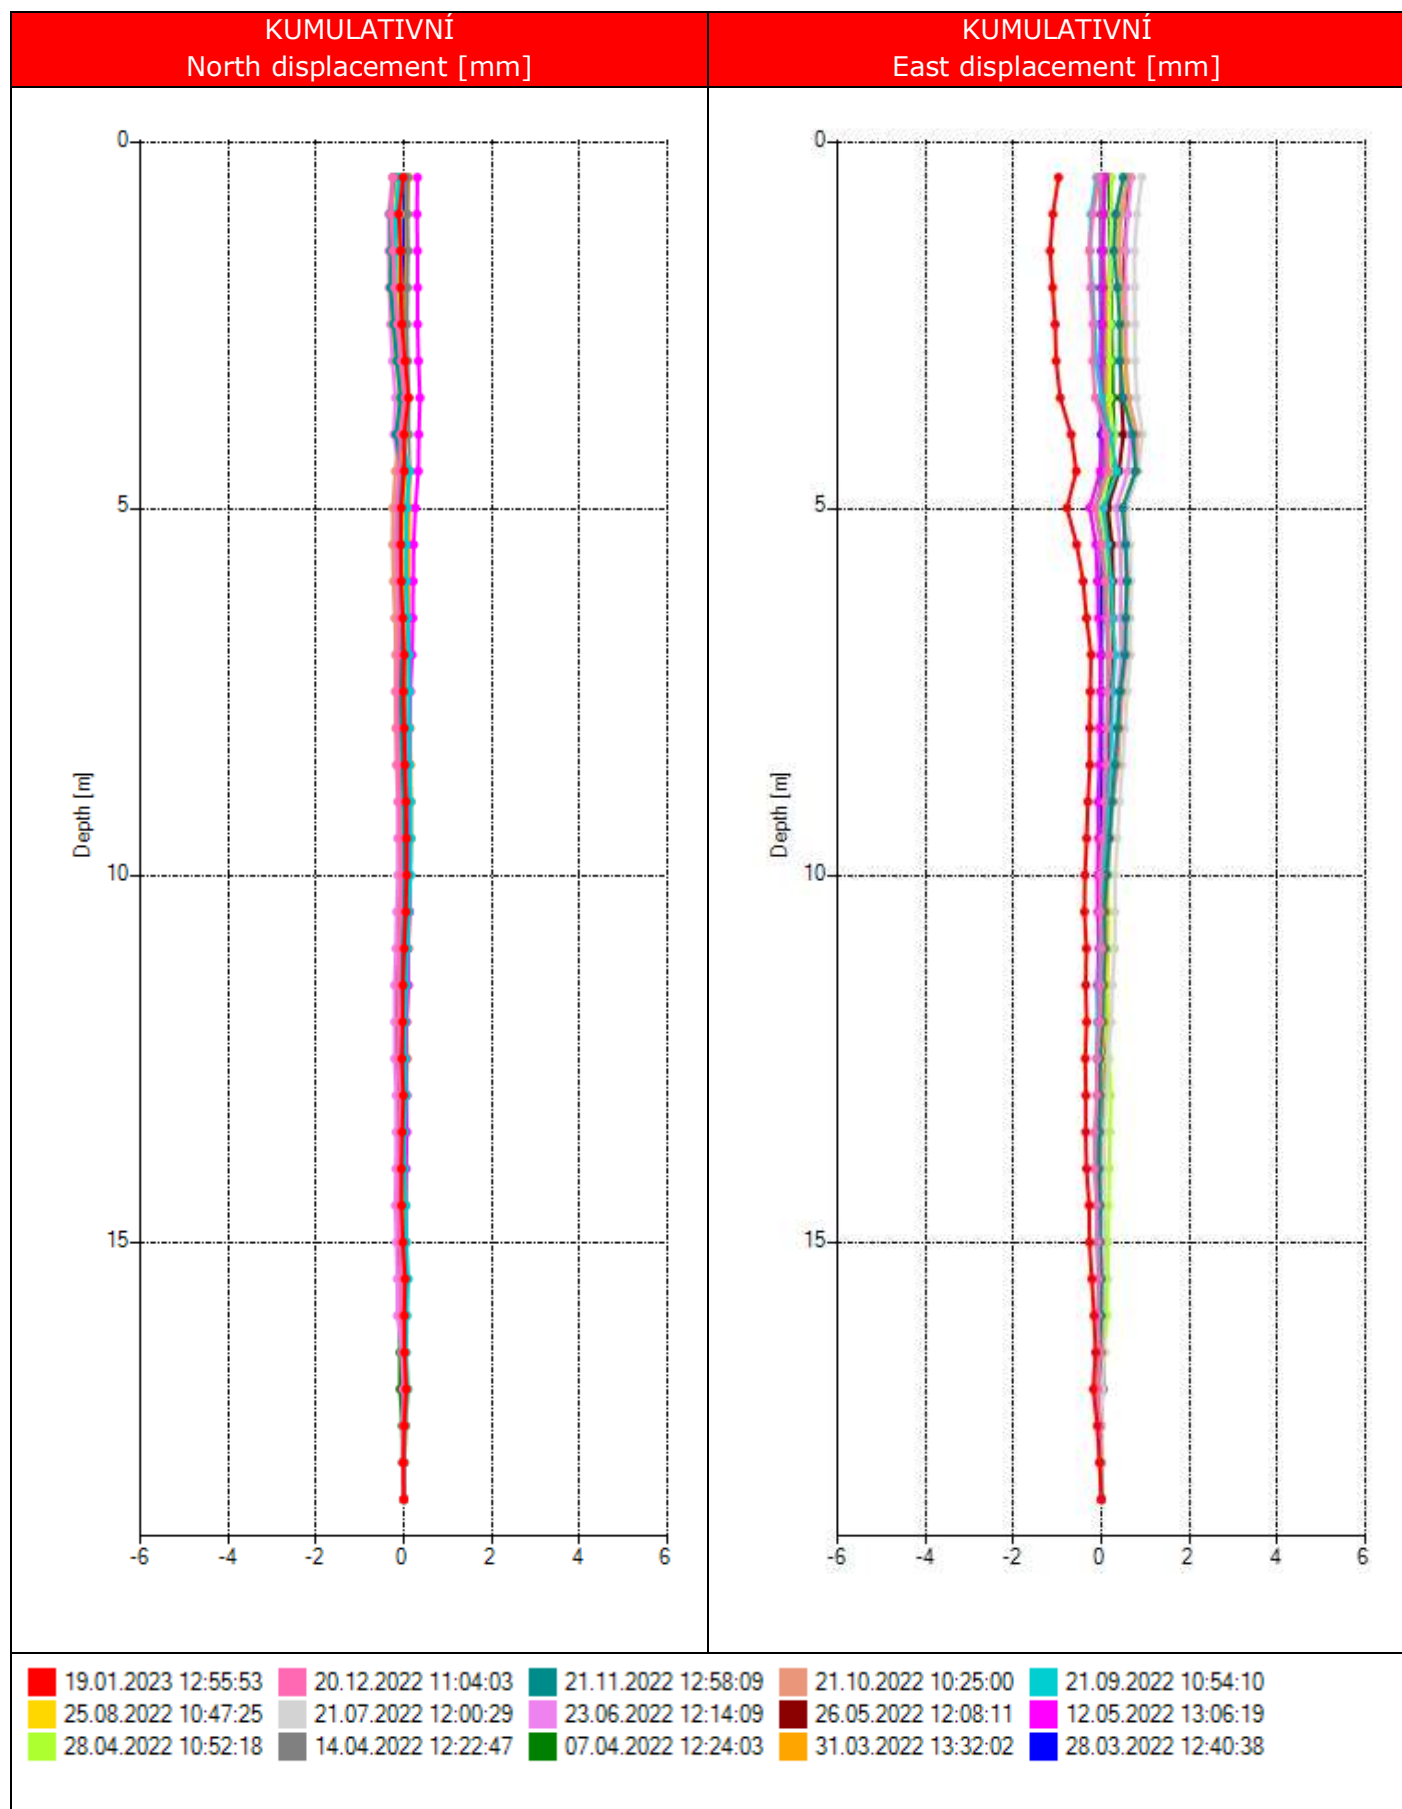 KUMULATIVNÍ
North displacement [mm]
KUMULATIVNÍ
East displacement [mm]
0
5
10
15
Depth [m]
-6 -4 -2 0 2 4 6
0
5
10
15
Depth [m]
-6 -4 -2 0 2 4 6
19.01.2023 12:55:53 20.12.2022 11:04:03 21.11.2022 12:58:09 21.10.2022 10:25:00 21.09.2022 10:54:10
25.08.2022 10:47:25 21.07.2022 12:00:29 23.06.2022 12:14:09 26.05.2022 12:08:11 12.05.2022 13:06:19
28.04.2022 10:52:18 14.04.2022 12:22:47 07.04.2022 12:24:03 31.03.2022 13:32:02 28.03.2022 12:40:38